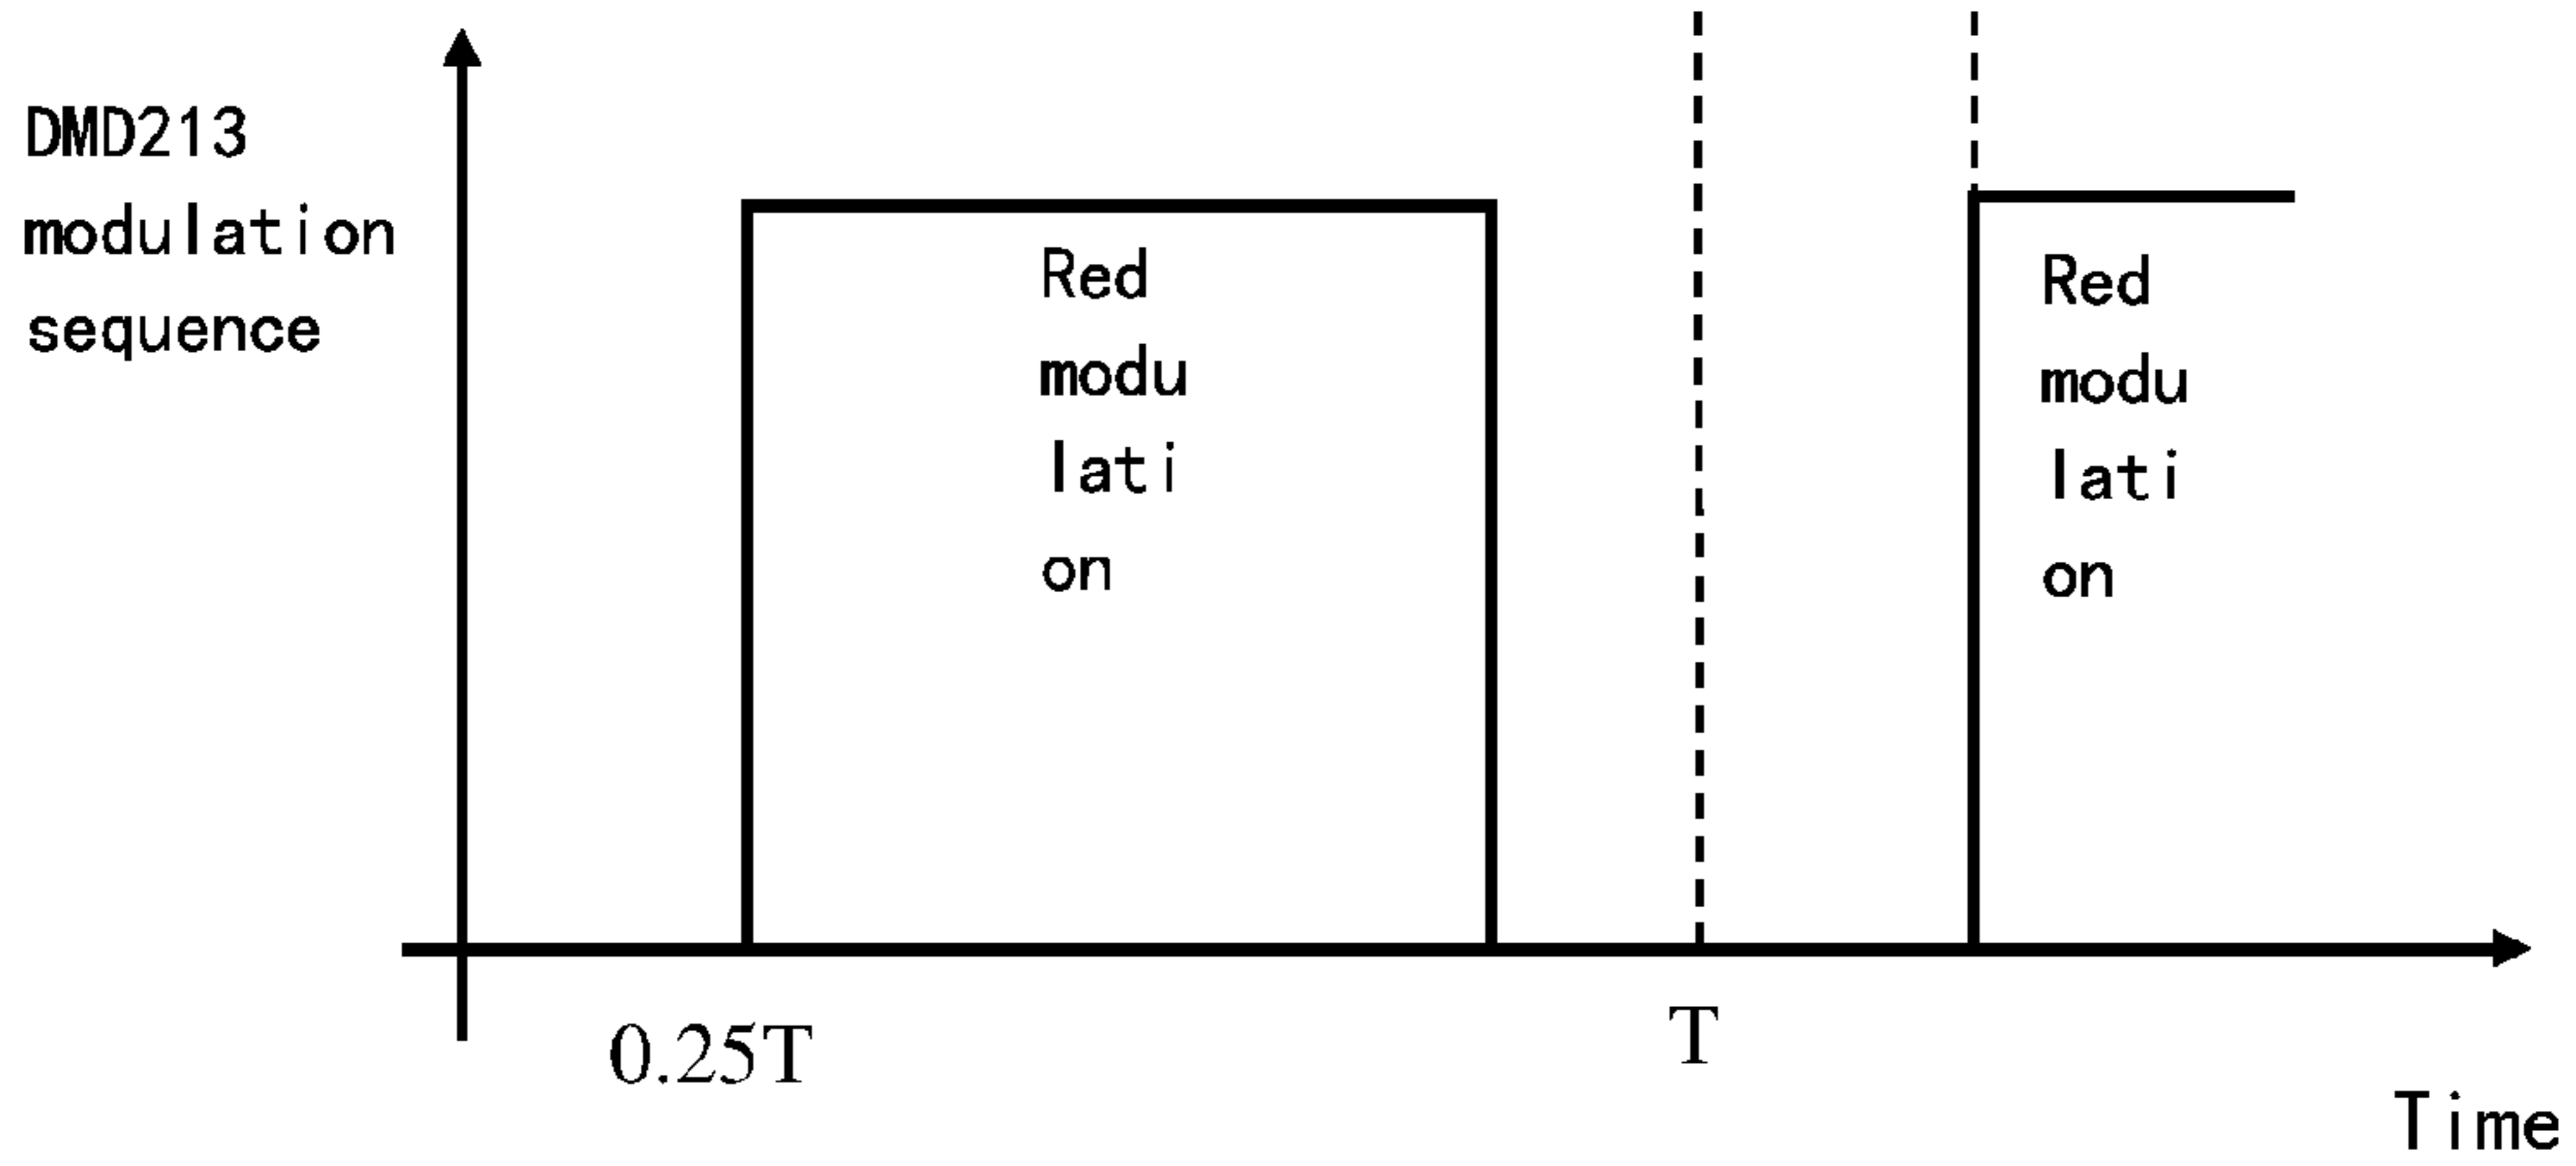 DMD213
modulation
sequence
Red
modu
lati
on
Red
modu
lati
on
0.25T
T
Time